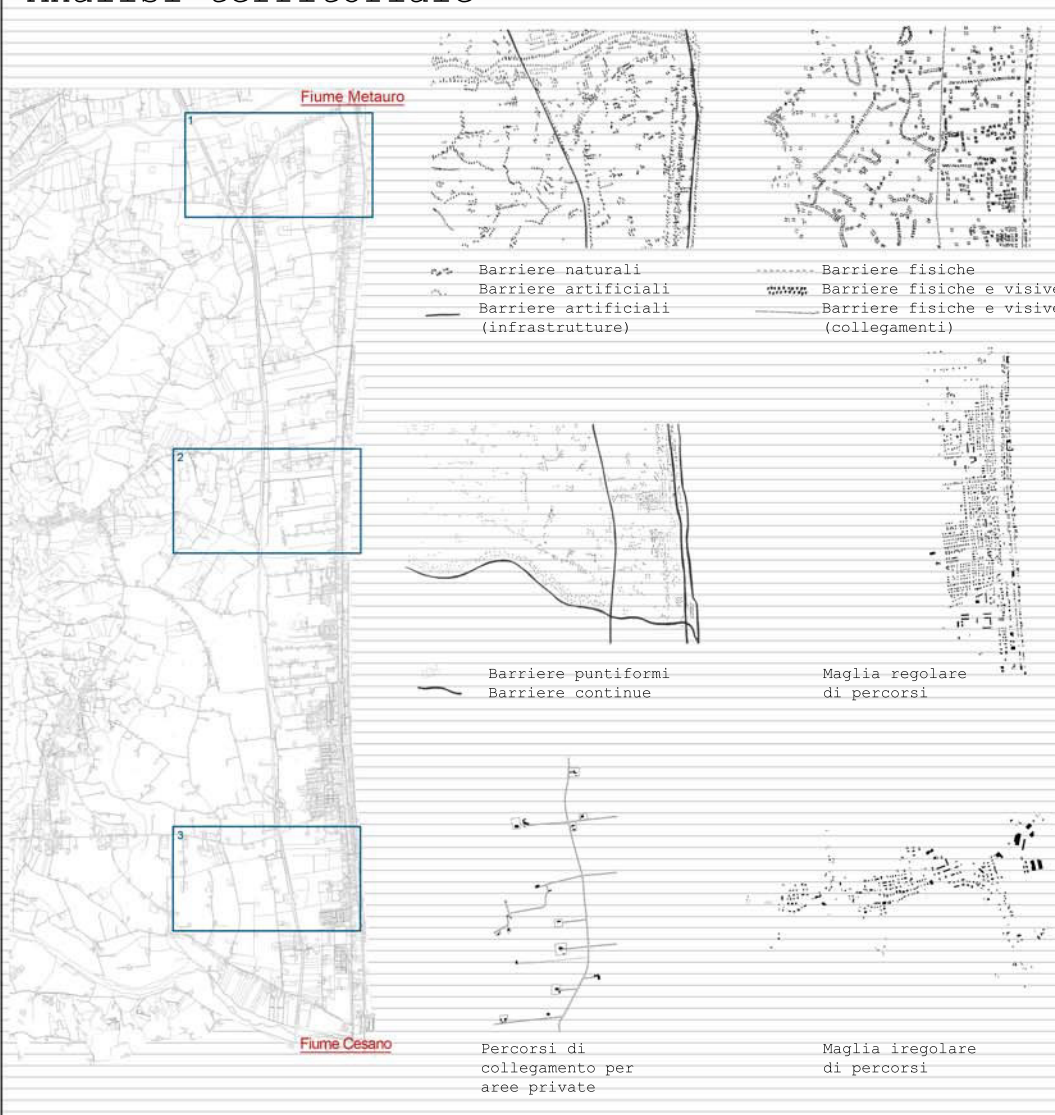 Analisi territoriale
Fiume Metauro
1
2
3
Fiume Cesano
Barriere naturali
Barriere artificiali
Barriere artificiali
(infrastrutture)
Barriere fisiche
Barriere fisiche e visive
Barriere fisiche e visive
(collegamenti)
Barriere puntiformi
Barriere continue
Maglia regolare
di percorsi
Percorsi di
collegamento per
aree private
Maglia iregolare
di percorsi